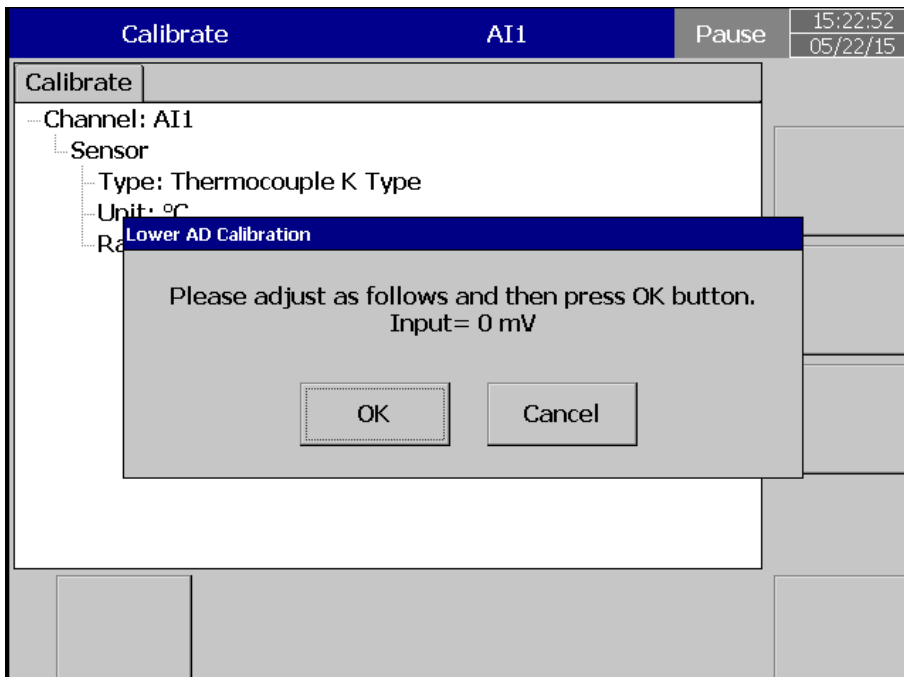 Calibrate AI1 Pause 15:22:52
05/22/15
Calibrate
Channel: AI1
Sensor
Type: Thermocouple K Type
Unit: °C
Lower AD Calibration
Please adjust as follows and then press OK button.
Input= 0 mV
OK Cancel